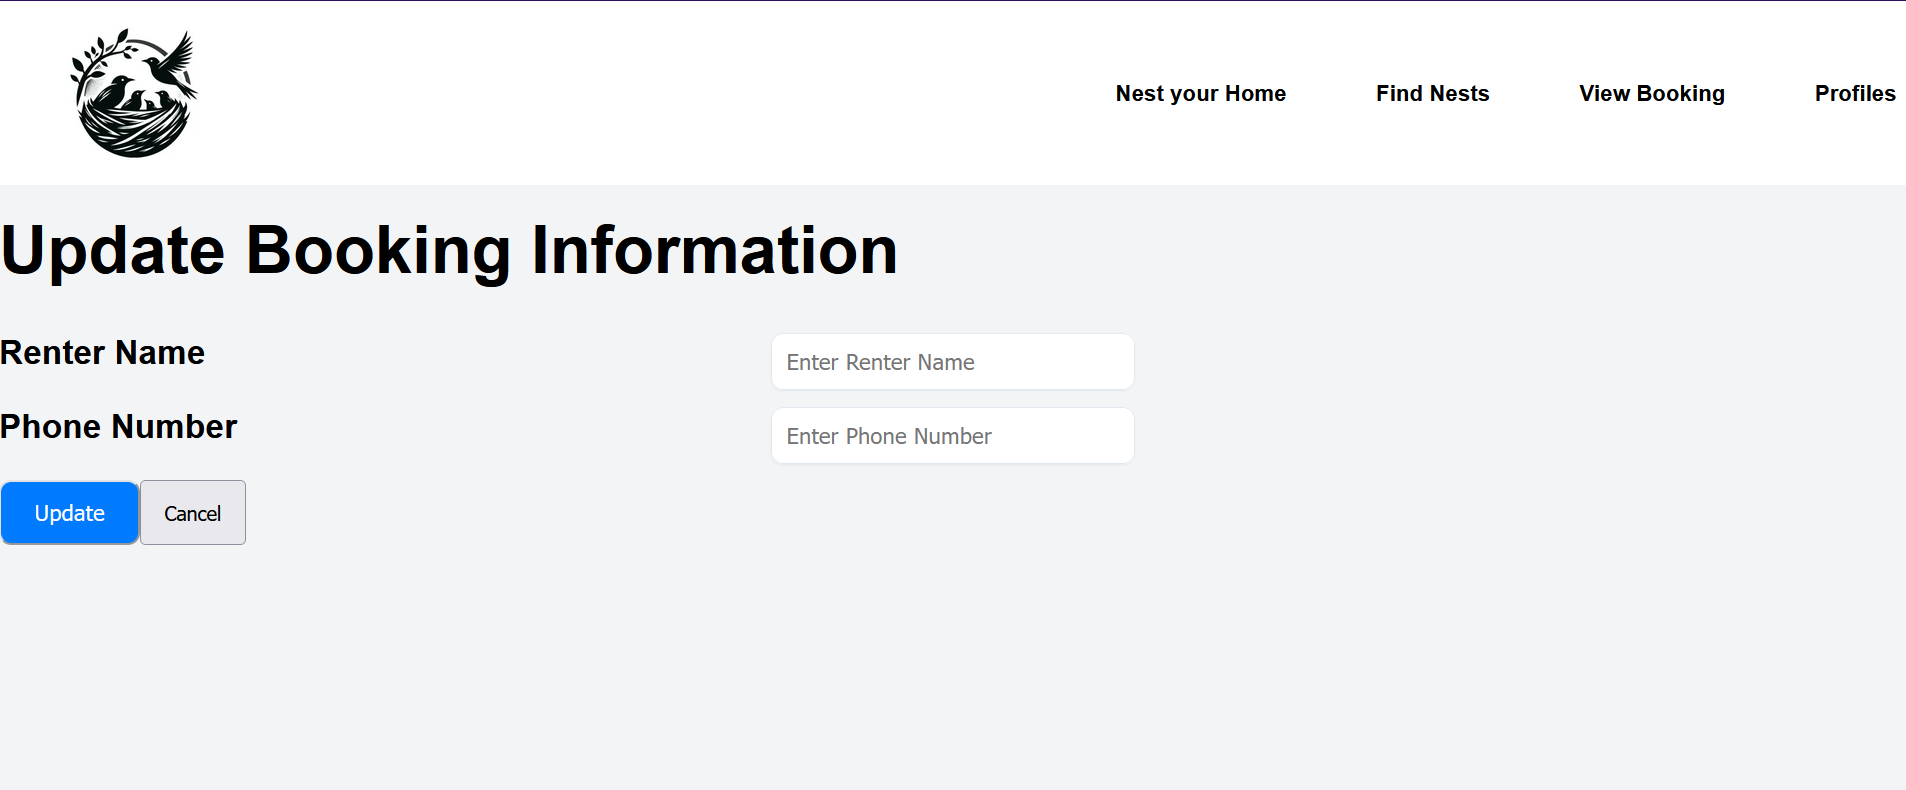 Nest your Home Find Nests View Booking Profiles
Update Booking Information
Renter Name Enter Renter Name
Phone Number Enter Phone Number
Update Cancel